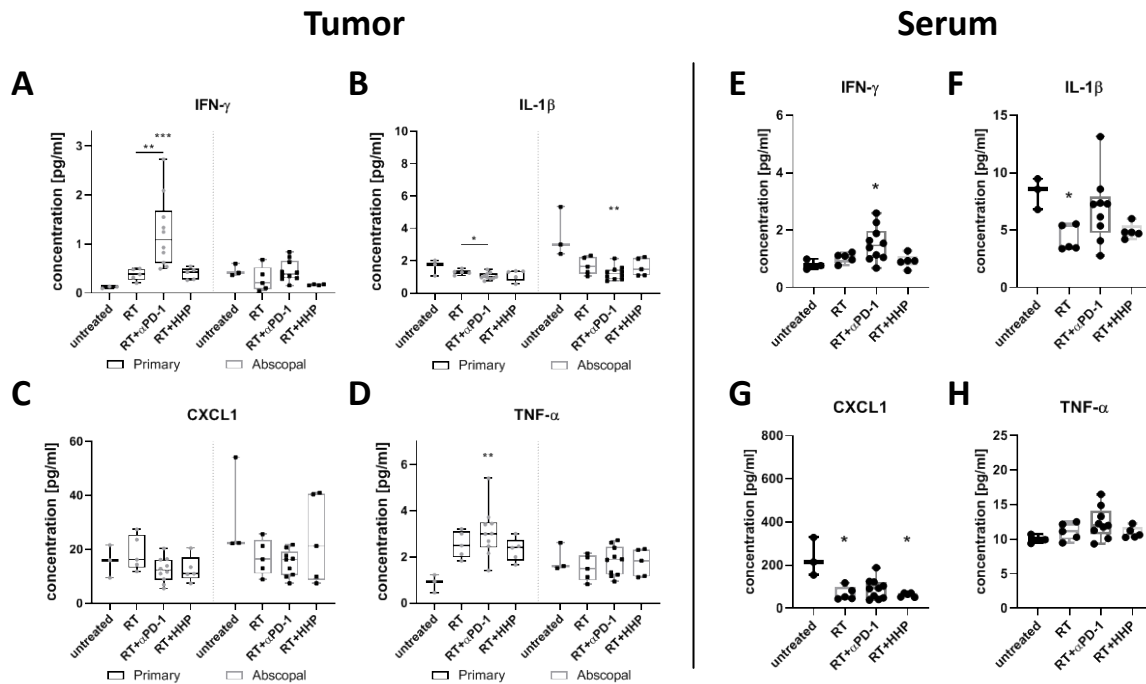 Tumor
Serum
A
IFN-γ
concentration [pg/ml]
3
2
1
0
***
**
untreated
RT
RT+αPD-1
RT+HHP
untreated
RT
RT+αPD-1
RT+HHP
Primary
Abscopal
B
IL-1β
concentration [pg/ml]
10
8
6
4
2
0
*
**
untreated
RT
RT+αPD-1
RT+HHP
untreated
RT
RT+αPD-1
RT+HHP
Primary
Abscopal
C
CXCL1
concentration [pg/ml]
60
40
20
0
untreated
RT
RT+αPD-1
RT+HHP
untreated
RT
RT+αPD-1
RT+HHP
Primary
Abscopal
D
TNF-α
concentration [pg/ml]
6
4
2
0
**
untreated
RT
RT+αPD-1
RT+HHP
untreated
RT
RT+αPD-1
RT+HHP
Primary
Abscopal
E
IFN-γ
concentration [pg/ml]
6
4
2
0
*
untreated
RT
RT+αPD-1
RT+HHP
F
IL-1β
concentration [pg/ml]
15
10
5
0
*
untreated
RT
RT+αPD-1
RT+HHP
G
CXCL1
concentration [pg/ml]
800
600
400
200
0
*
*
untreated
RT
RT+αPD-1
RT+HHP
H
TNF-α
concentration [pg/ml]
25
20
15
10
5
0
untreated
RT
RT+αPD-1
RT+HHP